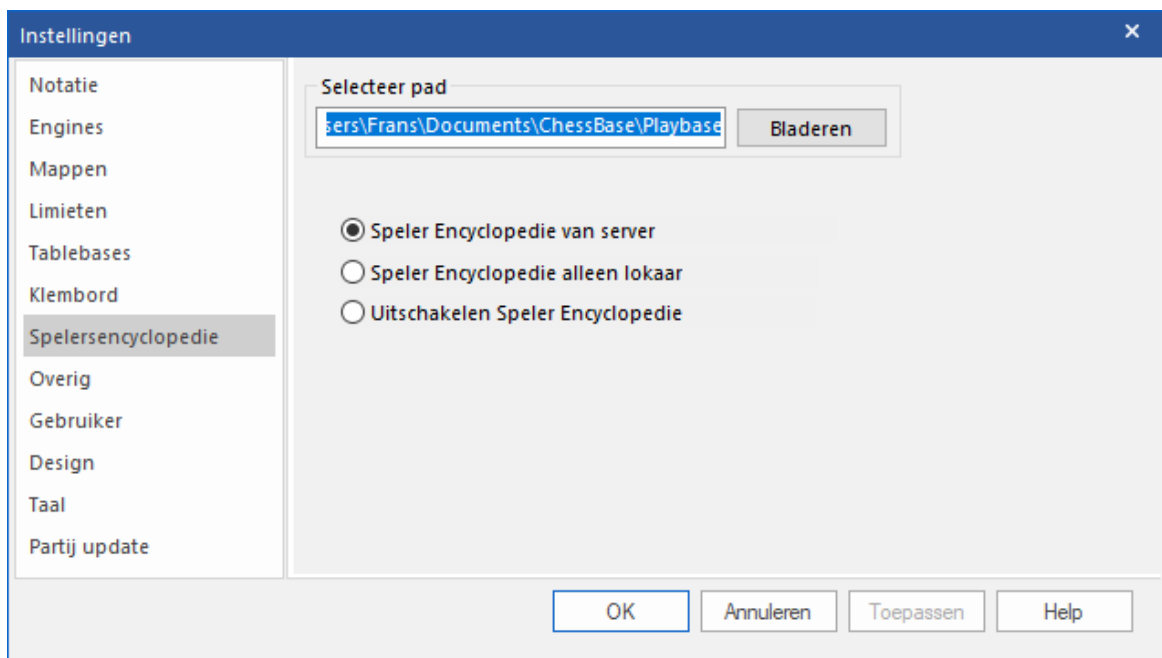 Instellingen
Notatie
Engines
Mappen
Limieten
Tablebases
Klembord
Spelersencyclopedie
Overig
Gebruiker
Design
Taal
Partij update
Selecteer pad
sers\Frans\Documents\ChessBase\Playbase
Bladeren
Speler Encyclopedie van server
Speler Encyclopedie alleen lokaar
Uitschakelen Speler Encyclopedie
OK
Annuleren
Toepassen
Help